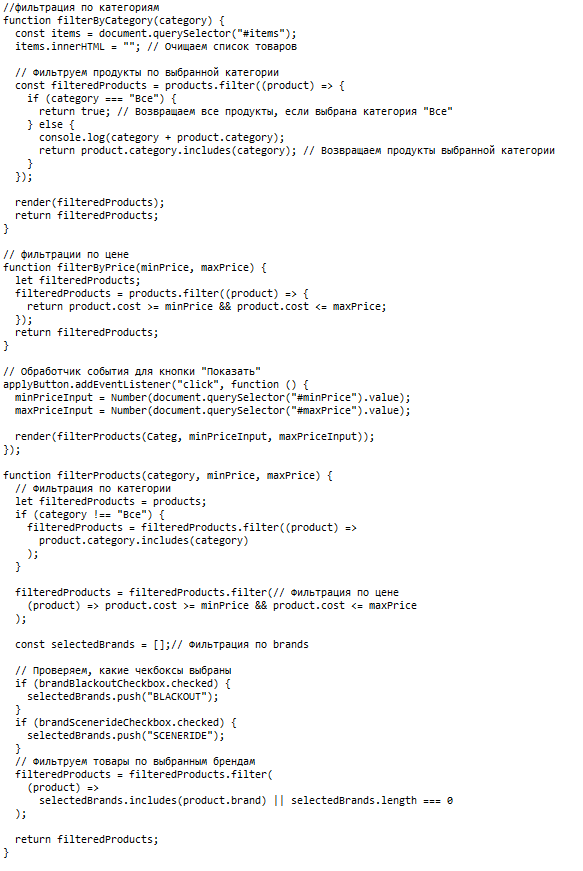 //фильтрация по категориям
function filterByCategory(category) {
  const items = document.querySelector("#items");
  items.innerHTML = ""; // Очищаем список товаров

  // Фильтруем продукты по выбранной категории
  const filteredProducts = products.filter((product) => {
    if (category === "Все") {
      return true; // Возвращаем все продукты, если выбрана категория "Все"
    } else {
      console.log(category + product.category);
      return product.category.includes(category); // Возвращаем продукты выбранной категории
    }
  });

  render(filteredProducts);
  return filteredProducts;
}

// фильтрации по цене
function filterByPrice(minPrice, maxPrice) {
  let filteredProducts;
  filteredProducts = products.filter((product) => {
    return product.cost >= minPrice && product.cost <= maxPrice;
  });
  return filteredProducts;
}

// Обработчик события для кнопки "Показать"
applyButton.addEventListener("click", function () {
  minPriceInput = Number(document.querySelector("#minPrice").value);
  maxPriceInput = Number(document.querySelector("#maxPrice").value);

  render(filterProducts(Categ, minPriceInput, maxPriceInput));
});

function filterProducts(category, minPrice, maxPrice) {
  // Фильтрация по категории
  let filteredProducts = products;
  if (category !== "Все") {
    filteredProducts = filteredProducts.filter((product) =>
      product.category.includes(category)
    );
  }

  filteredProducts = filteredProducts.filter(// Фильтрация по цене
    (product) => product.cost >= minPrice && product.cost <= maxPrice
  );

  const selectedBrands = [];// Фильтрация по brands

  // Проверяем, какие чекбоксы выбраны
  if (brandBlackoutCheckbox.checked) {
    selectedBrands.push("BLACKOUT");
  }
  if (brandScenerideCheckbox.checked) {
    selectedBrands.push("SCENERIDE");
  }
  // Фильтруем товары по выбранным брендам
  filteredProducts = filteredProducts.filter(
    (product) =>
      selectedBrands.includes(product.brand) || selectedBrands.length === 0
  );

  return filteredProducts;
}